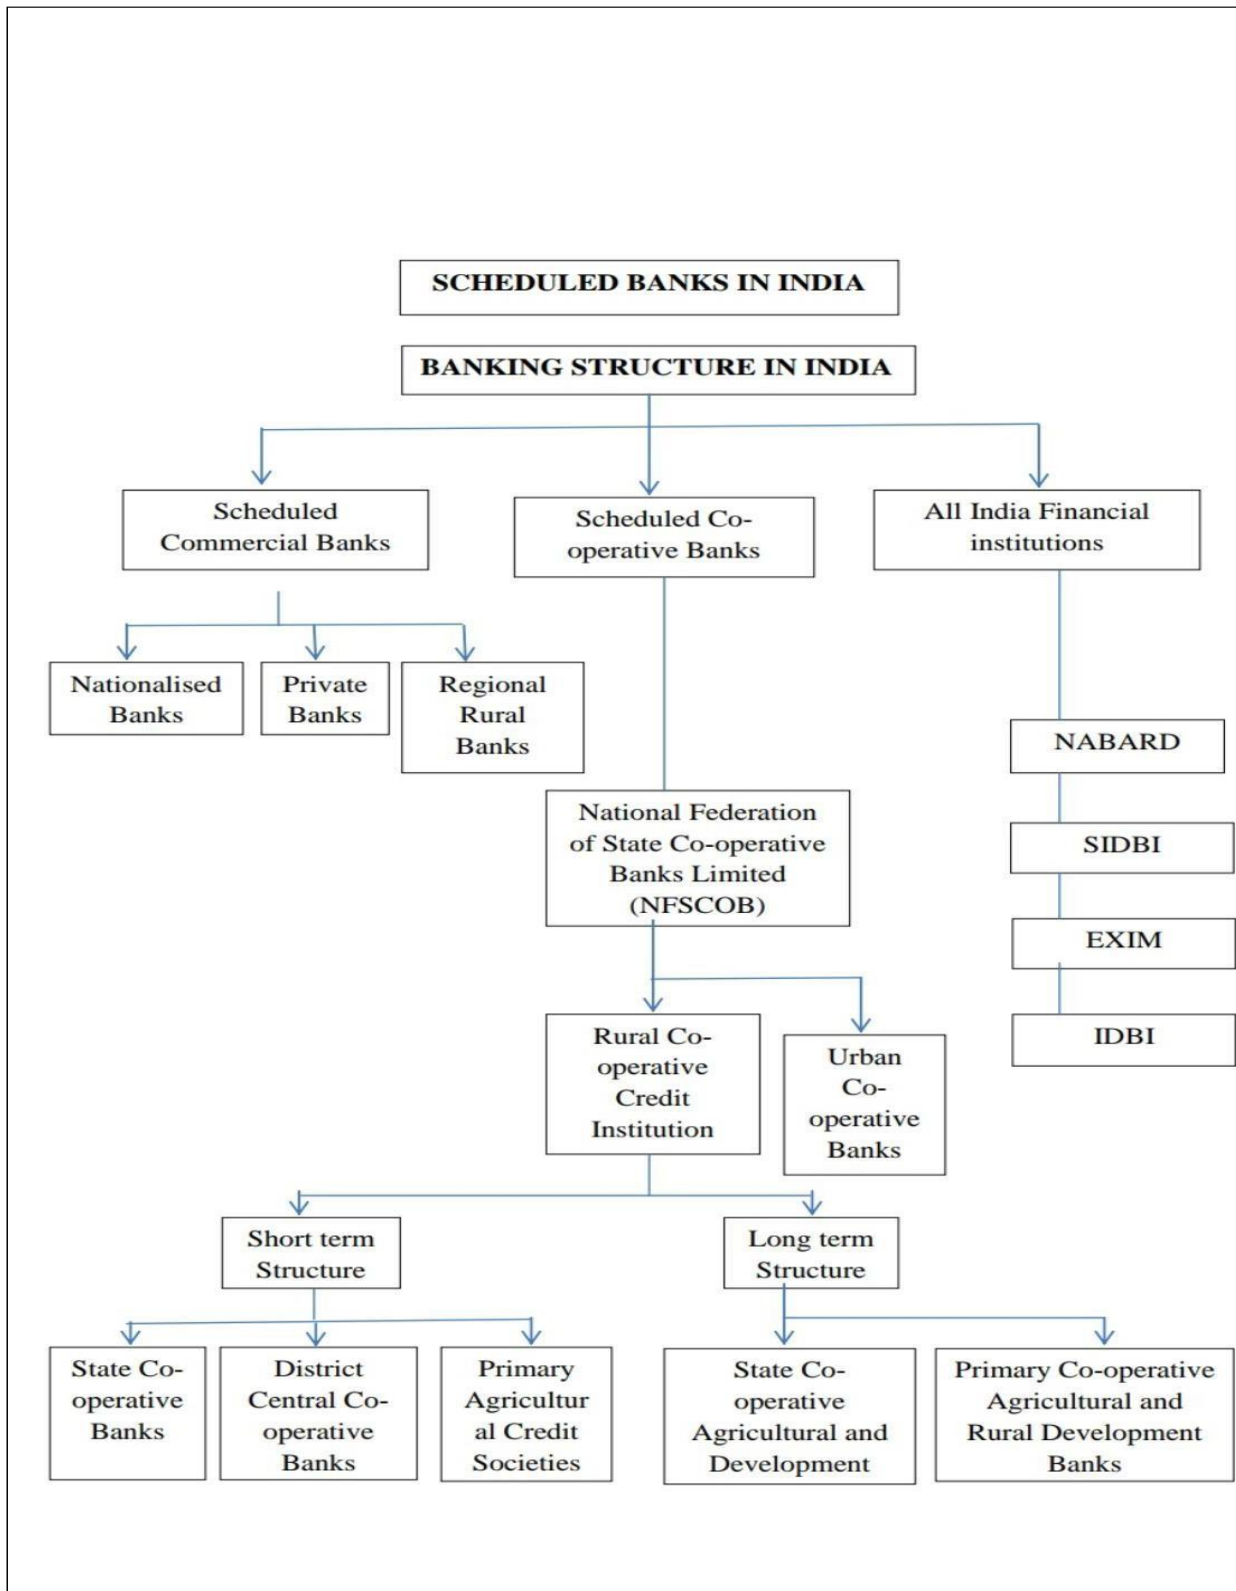 SCHEDULED BANKS IN INDIA
BANKING STRUCTURE IN INDIA
Scheduled
Commercial Banks
Scheduled Co-
operative Banks
All India Financial
institutions
Nationalised
Banks
Private
Banks
Regional
Rural
Banks
NABARD
National Federation
of State Co-operative
Banks Limited
(NFSCOB)
SIDBI
EXIM
IDBI
Rural Co-
operative
Credit
Institution
Urban
Co-
operative
Banks
Short term
Structure
Long term
Structure
State Co-
operative
Banks
District
Central Co-
operative
Banks
Primary
Agricultur
al Credit
Societies
State Co-
operative
Agricultural and
Development
Primary Co-operative
Agricultural and
Rural Development
Banks